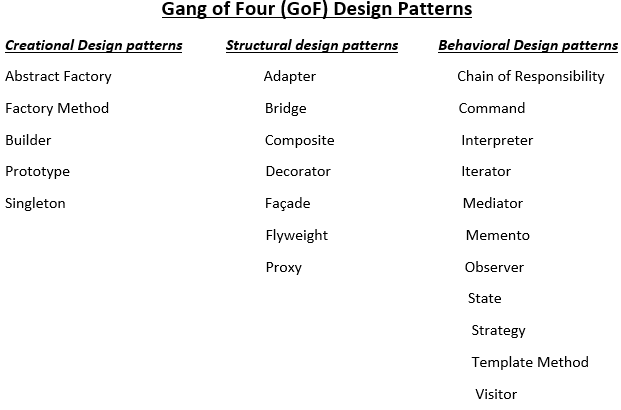 Gang of Four (GoF) Design Patterns
Creational Design patterns Structural design patterns Behavioral Design patterns
Abstract Factory Adapter Chain of Responsibility
Factory Method Bridge Command
Builder Composite Interpreter
Prototype Decorator Iterator
Singleton Façade Mediator
Flyweight Memento
Proxy Observer
State
Strategy
Template Method
Visitor